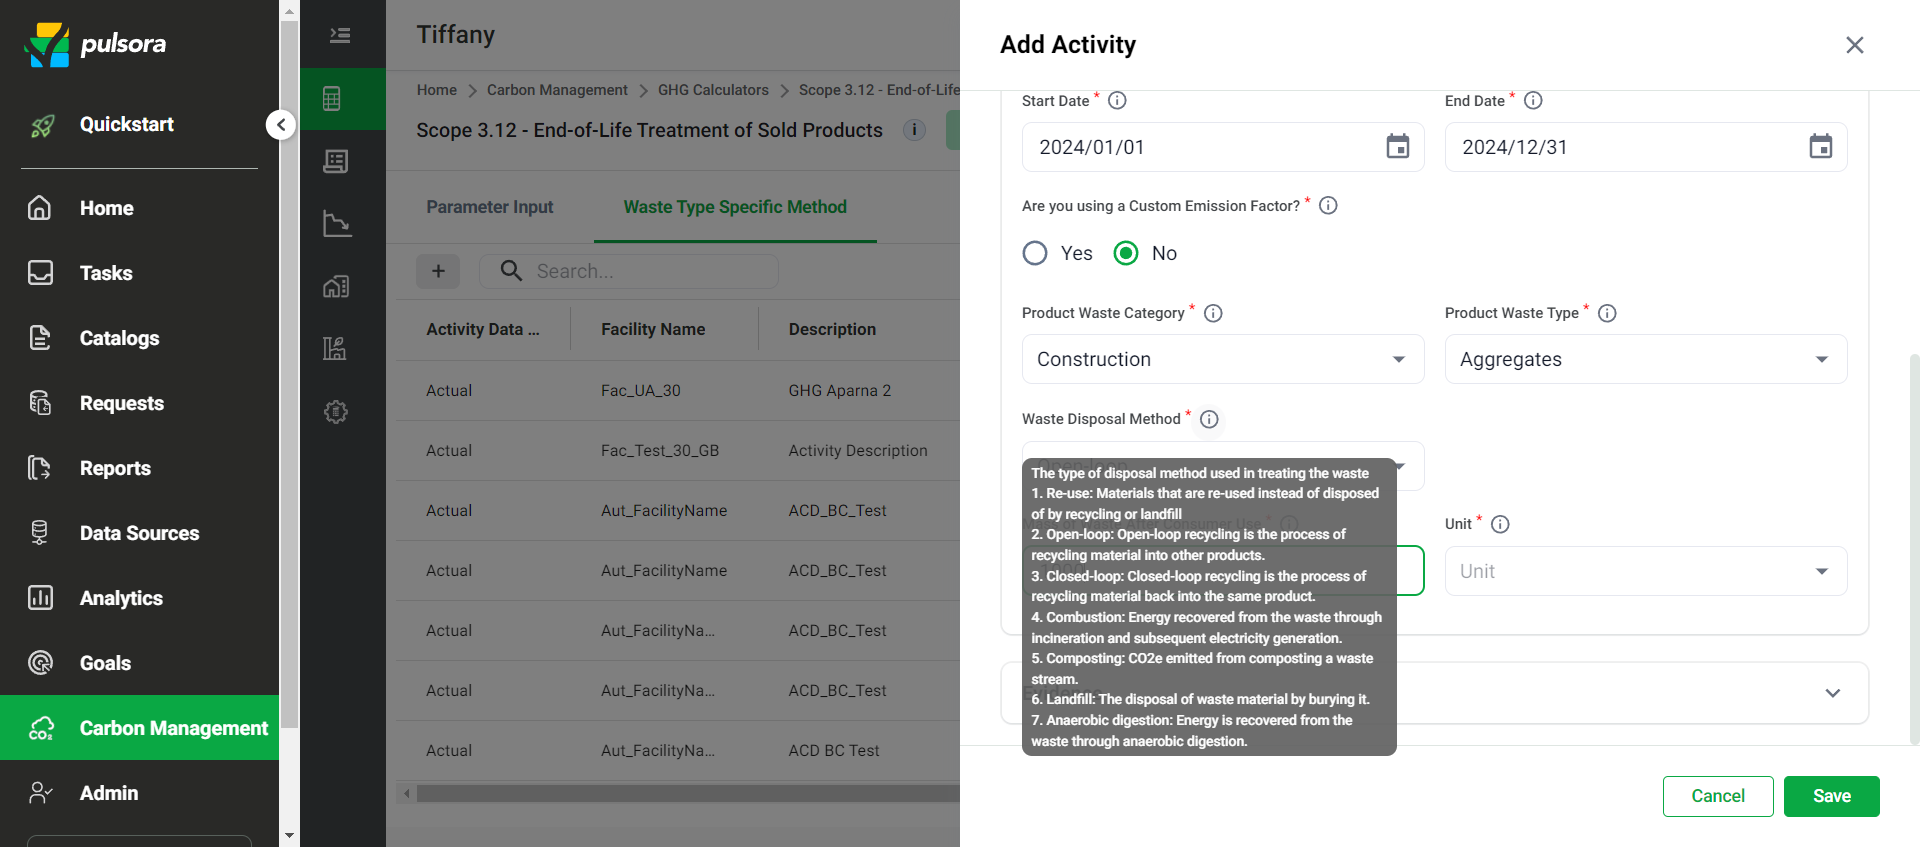 pulsora
Quickstart
Home
Tasks
Catalogs
Requests
Reports
Data Sources
Analytics
Goals
CO₂
Carbon Management
Admin
Tiffany
Home > Carbon Management > GHG Calculators > Scope 3.12 - End-of-Life
Scope 3.12 - End-of-Life Treatment of Sold Products i
Parameter Input
Waste Type Specific Method
+
Search...
Activity Data ... Facility Name Description
Actual Fac_UA_30 GHG Aparna 2
Actual Fac_Test_30_GB Activity Description
Actual Aut_FacilityName ACD_BC_Test
Actual Aut_FacilityName ACD_BC_Test
Actual Aut_FacilityNa... ACD_BC_Test
Actual Aut_FacilityNa... ACD_BC_Test
Actual Aut_FacilityNa... ACD BC Test
Add Activity
Start Date *
End Date *
2024/01/01
2024/12/31
Are you using a Custom Emission Factor? *
Yes No
Product Waste Category *
Product Waste Type *
Construction
Aggregates
Waste Disposal Method *
Open-loop
The type of disposal method used in treating the waste
1. Re-use: Materials that are re-used instead of disposed
of by recycling or landfill
2. Open-loop: Open-loop recycling is the process of
recycling material into other products.
3. Closed-loop: Closed-loop recycling is the process of
recycling material back into the same product.
4. Combustion: Energy recovered from the waste through
incineration and subsequent electricity generation.
5. Composting: CO2e emitted from composting a waste
stream.
6. Landfill: The disposal of waste material by burying it.
7. Anaerobic digestion: Energy is recovered from the
waste through anaerobic digestion.
Mass of Waste After Consumer Use *
Unit *
Unit
Evidence
Cancel
Save